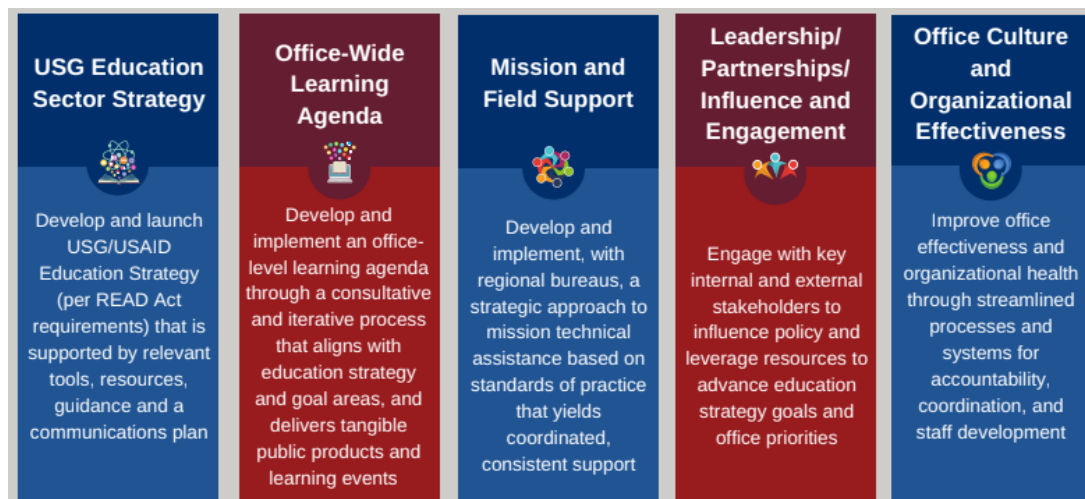 USG Education
Sector Strategy
Develop and launch
USG/USAID
Education Strategy
(per READ Act
requirements) that is
supported by relevant
tools, resources,
guidance and a
communications plan
Office-Wide
Learning
Agenda
Develop and
implement an office-
level learning agenda
through a consultative
and iterative process
that aligns with
education strategy
and goal areas, and
delivers tangible
public products and
learning events
Mission and
Field Support
Develop and
implement, with
regional bureaus, a
strategic approach to
mission technical
assistance based on
standards of practice
that yields
coordinated,
consistent support
Leadership/
Partnerships/
Influence and
Engagement
Engage with key
internal and external
stakeholders to
influence policy and
leverage resources to
advance education
strategy goals and
office priorities
Office Culture
and
Organizational
Effectiveness
Improve office
effectiveness and
organizational health
through streamlined
processes and
systems for
accountability,
coordination, and
staff development